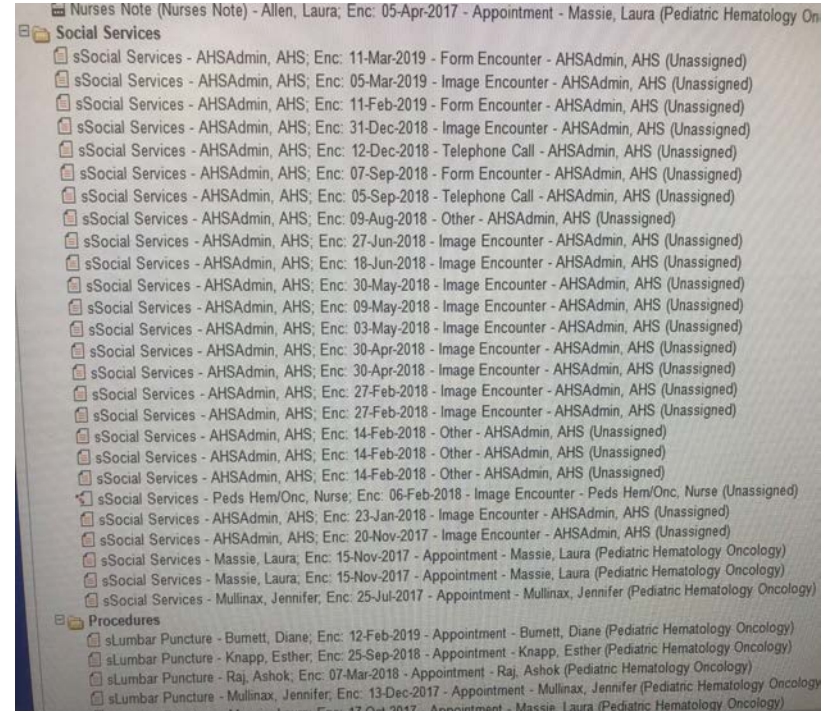 Nurses Note (Nurses Note) - Allen, Laura; Enc: 05-Apr-2017 - Appointment - Massie, Laura (Pediatric Hematology On
Social Services
sSocial Services - AHSAdmin, AHS; Enc: 11-Mar-2019 - Form Encounter - AHSAdmin, AHS (Unassigned)
sSocial Services - AHSAdmin, AHS; Enc: 05-Mar-2019 - Image Encounter - AHSAdmin, AHS (Unassigned)
sSocial Services - AHSAdmin, AHS; Enc: 11-Feb-2019 - Form Encounter - AHSAdmin, AHS (Unassigned)
sSocial Services - AHSAdmin, AHS; Enc: 31-Dec-2018 - Image Encounter - AHSAdmin, AHS (Unassigned)
sSocial Services - AHSAdmin, AHS; Enc: 12-Dec-2018 - Telephone Call - AHSAdmin, AHS (Unassigned)
sSocial Services - AHSAdmin, AHS; Enc: 07-Sep-2018 - Form Encounter - AHSAdmin, AHS (Unassigned)
sSocial Services - AHSAdmin, AHS; Enc: 05-Sep-2018 - Telephone Call - AHSAdmin, AHS (Unassigned)
sSocial Services - AHSAdmin, AHS; Enc: 09-Aug-2018 - Other - AHSAdmin, AHS (Unassigned)
sSocial Services - AHSAdmin, AHS; Enc: 27-Jun-2018 - Image Encounter - AHSAdmin, AHS (Unassigned)
sSocial Services - AHSAdmin, AHS; Enc: 18-Jun-2018 - Image Encounter - AHSAdmin, AHS (Unassigned)
sSocial Services - AHSAdmin, AHS; Enc: 30-May-2018 - Image Encounter - AHSAdmin, AHS (Unassigned)
sSocial Services - AHSAdmin, AHS; Enc: 09-May-2018 - Image Encounter - AHSAdmin, AHS (Unassigned)
sSocial Services - AHSAdmin, AHS; Enc: 03-May-2018 - Image Encounter - AHSAdmin, AHS (Unassigned)
sSocial Services - AHSAdmin, AHS; Enc: 30-Apr-2018 - Image Encounter - AHSAdmin, AHS (Unassigned)
sSocial Services - AHSAdmin, AHS; Enc: 30-Apr-2018 - Image Encounter - AHSAdmin, AHS (Unassigned)
sSocial Services - AHSAdmin, AHS; Enc: 27-Feb-2018 - Image Encounter - AHSAdmin, AHS (Unassigned)
sSocial Services - AHSAdmin, AHS; Enc: 27-Feb-2018 - Image Encounter - AHSAdmin, AHS (Unassigned)
sSocial Services - AHSAdmin, AHS; Enc: 14-Feb-2018 - Other - AHSAdmin, AHS (Unassigned)
sSocial Services - AHSAdmin, AHS; Enc: 14-Feb-2018 - Other - AHSAdmin, AHS (Unassigned)
sSocial Services - AHSAdmin, AHS; Enc: 14-Feb-2018 - Other - AHSAdmin, AHS (Unassigned)
sSocial Services - Peds Hem/Onc, Nurse; Enc: 06-Feb-2018 - Image Encounter - Peds Hem/Onc, Nurse (Unassigned)
sSocial Services - AHSAdmin, AHS; Enc: 23-Jan-2018 - Image Encounter - AHSAdmin, AHS (Unassigned)
sSocial Services - AHSAdmin, AHS; Enc: 20-Nov-2017 - Image Encounter - AHSAdmin, AHS (Unassigned)
sSocial Services - Massie, Laura; Enc: 15-Nov-2017 - Appointment - Massie, Laura (Pediatric Hematology Oncology)
sSocial Services - Massie, Laura; Enc: 15-Nov-2017 - Appointment - Massie, Laura (Pediatric Hematology Oncology)
sSocial Services - Mullinax, Jennifer; Enc: 25-Jul-2017 - Appointment - Mullinax, Jennifer (Pediatric Hematology Oncology)
Procedures
sLumbar Puncture - Burnett, Diane; Enc: 12-Feb-2019 - Appointment - Burnett, Diane (Pediatric Hematology Oncology)
sLumbar Puncture - Knapp, Esther; Enc: 25-Sep-2018 - Appointment - Knapp, Esther (Pediatric Hematology Oncology)
sLumbar Puncture - Raj, Ashok; Enc: 07-Mar-2018 - Appointment - Raj, Ashok (Pediatric Hematology Oncology)
sLumbar Puncture - Mullinax, Jennifer; Enc: 13-Dec-2017 - Appointment - Mullinax, Jennifer (Pediatric Hematology Oncology
17-Oct-2017 - Appointment - Massie, Laura (Pediatric Hematology Oncology)